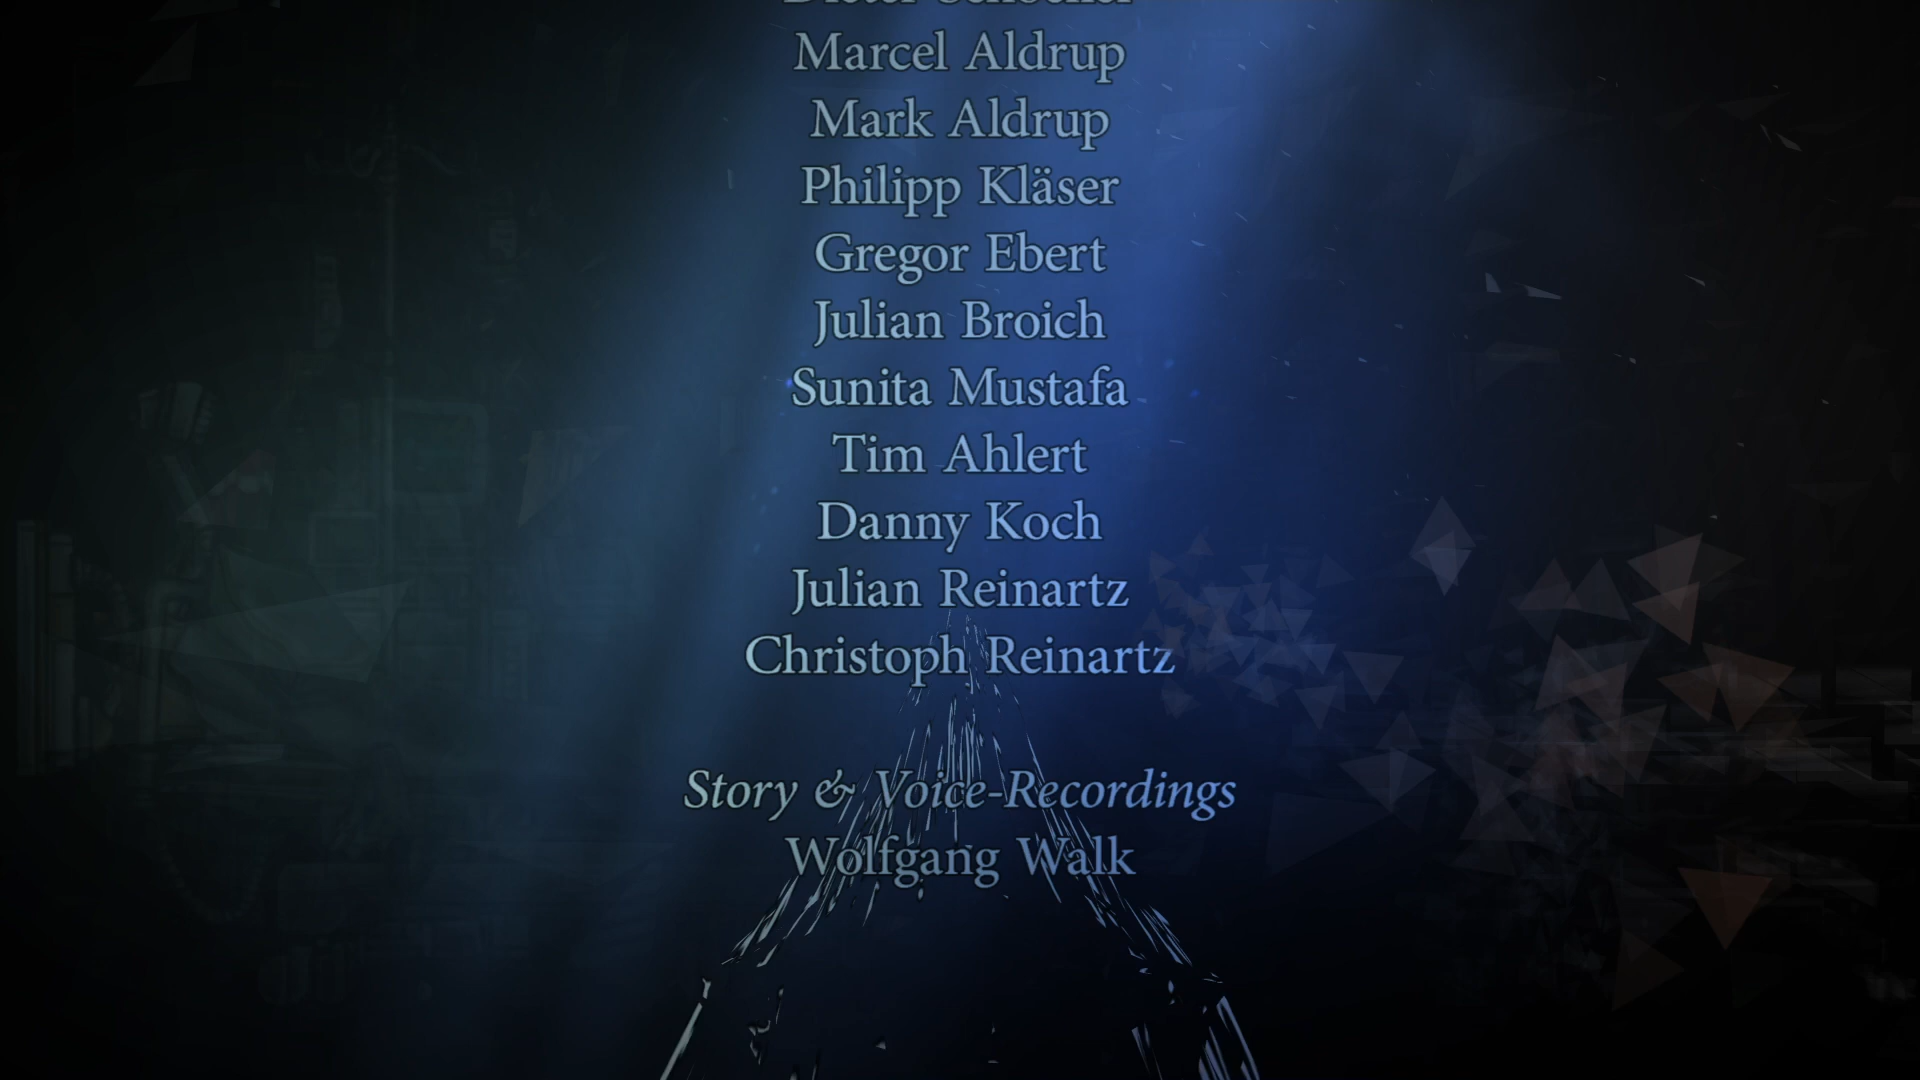 Marcel Aldrup
Mark Aldrup
Philipp Kläser
Gregor Ebert
Julian Broich
Sunita Mustafa
Tim Ahlert
Danny Koch
Julian Reinartz
Christoph Reinartz
Story & Voice-Recordings
Wolfgang Walk